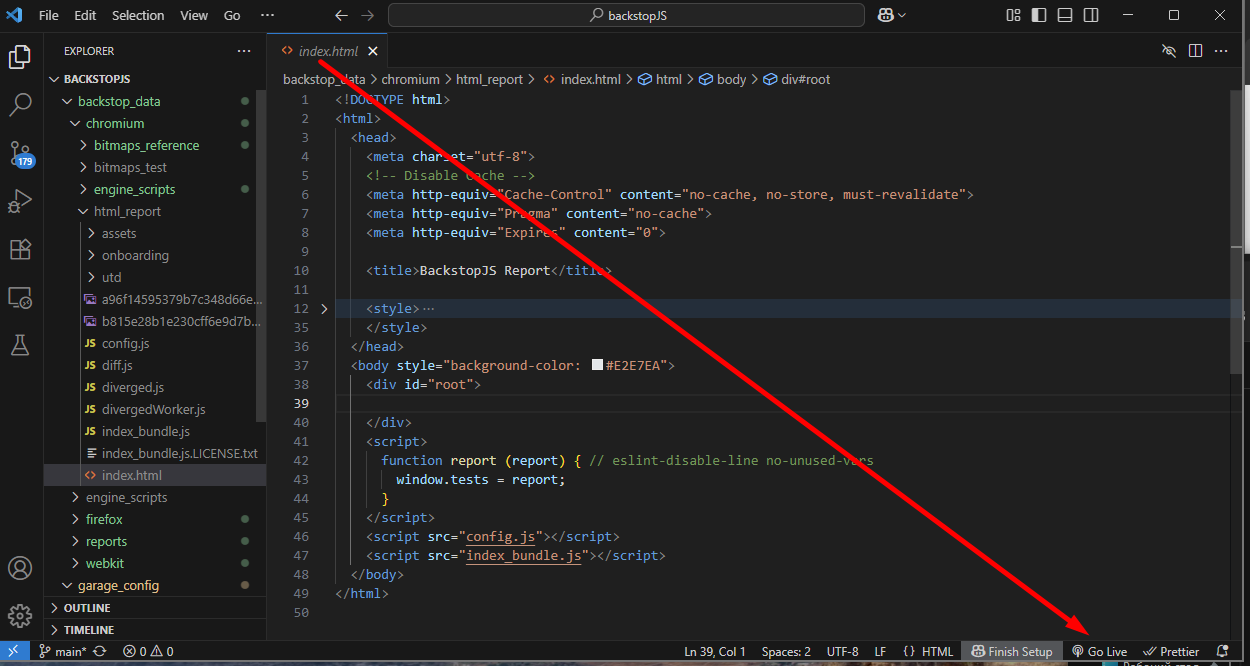 File Edit Selection View Go ··· backstopJS
EXPLORER ···
BACKSTOPJS
backstop_data
chromium
bitmaps_reference
bitmaps_test
engine_scripts
html_report
assets
onboarding
utd
a96f14595379b7c348d66e...
b815e28b1e230cff6e9d7b...
JS config.js
JS diff.js
JS diverged.js
JS divergedWorker.js
JS index_bundle.js
index_bundle.js.LICENSE.txt
index.html
engine_scripts
firefox
reports
webkit
garage_config
OUTLINE
TIMELINE
179
index.html
backstop_data > chromium > html_report > index.html > html > body > div#root
1 <!DOCTYPE html>
2 <html>
3 <head>
4 <meta charset="utf-8">
5 <!-- Disable Cache -->
6 <meta http-equiv="Cache-Control" content="no-cache, no-store, must-revalidate">
7 <meta http-equiv="Pragma" content="no-cache">
8 <meta http-equiv="Expires" content="0">
9
10 <title>BackstopJS Report</title>
11
12 <style>···
35 </style>
36 </head>
37 <body style="background-color: #E2E7EA">
38 <div id="root">
39
40 </div>
41 <script>
42 function report (report) { // eslint-disable-line no-unused-vars
43 window.tests = report;
44 }
45 </script>
46 <script src="config.js"></script>
47 <script src="index_bundle.js"></script>
48 </body>
49 </html>
50
main* 0 0 Ln 39, Col 1 Spaces: 2 UTF-8 LF {} HTML Finish Setup Go Live Prettier